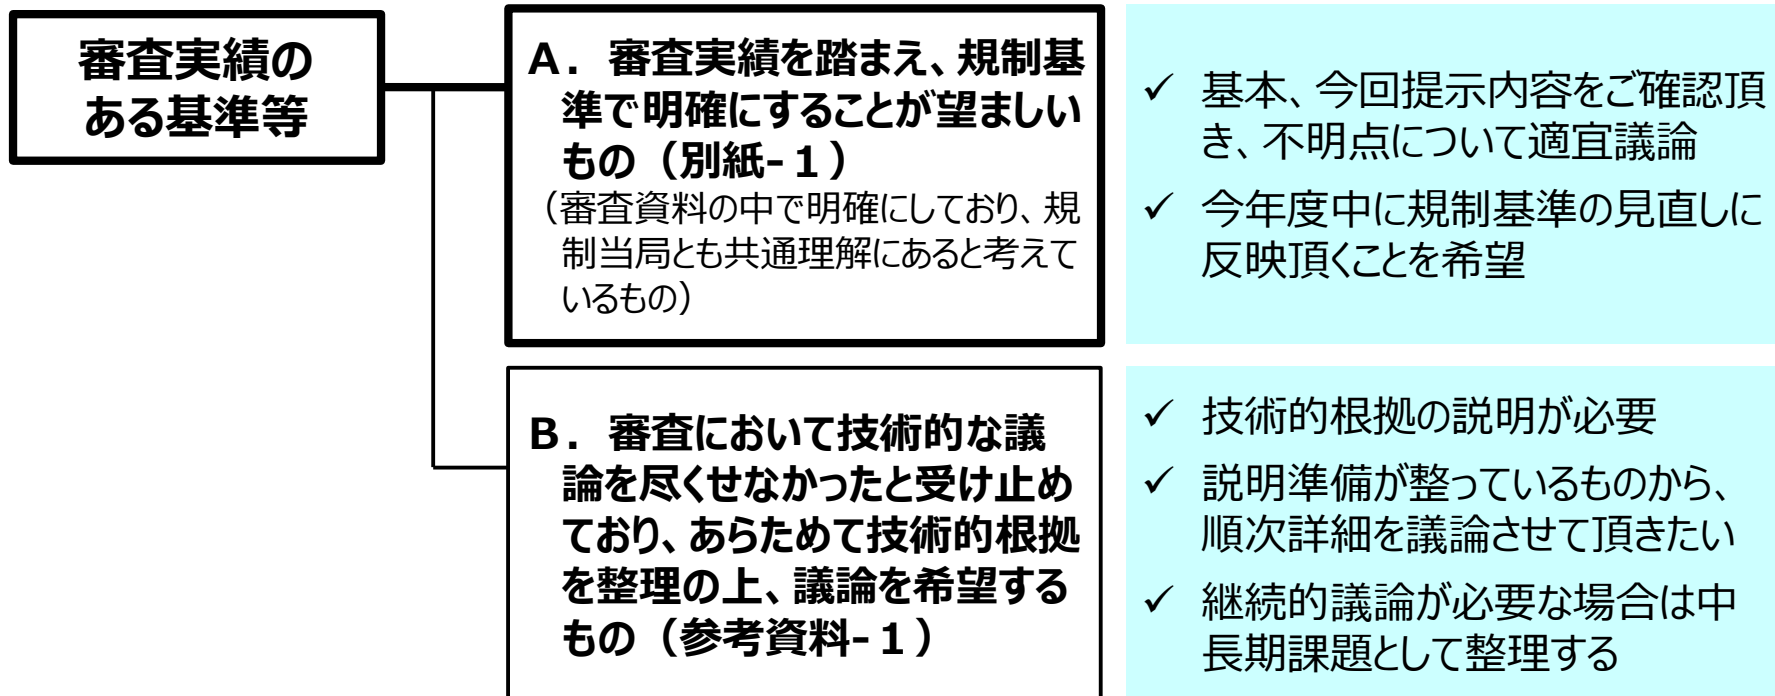 審査実績の
ある基準等
A．審査実績を踏まえ、規制基
準で明確にすることが望ましい
もの（別紙-１）
（審査資料の中で明確にしており、規
制当局とも共通理解にあると考えて
いるもの）
✓ 基本、今回提示内容をご確認頂
き、不明点について適宜議論
✓ 今年度中に規制基準の見直しに
反映頂くことを希望
B．審査において技術的な議
論を尽くせなかったと受け止め
ており、あらためて技術的根拠
を整理の上、議論を希望する
もの（参考資料-１）
✓ 技術的根拠の説明が必要
✓ 説明準備が整っているものから、
順次詳細を議論させて頂きたい
✓ 継続的議論が必要な場合は中
長期課題として整理する